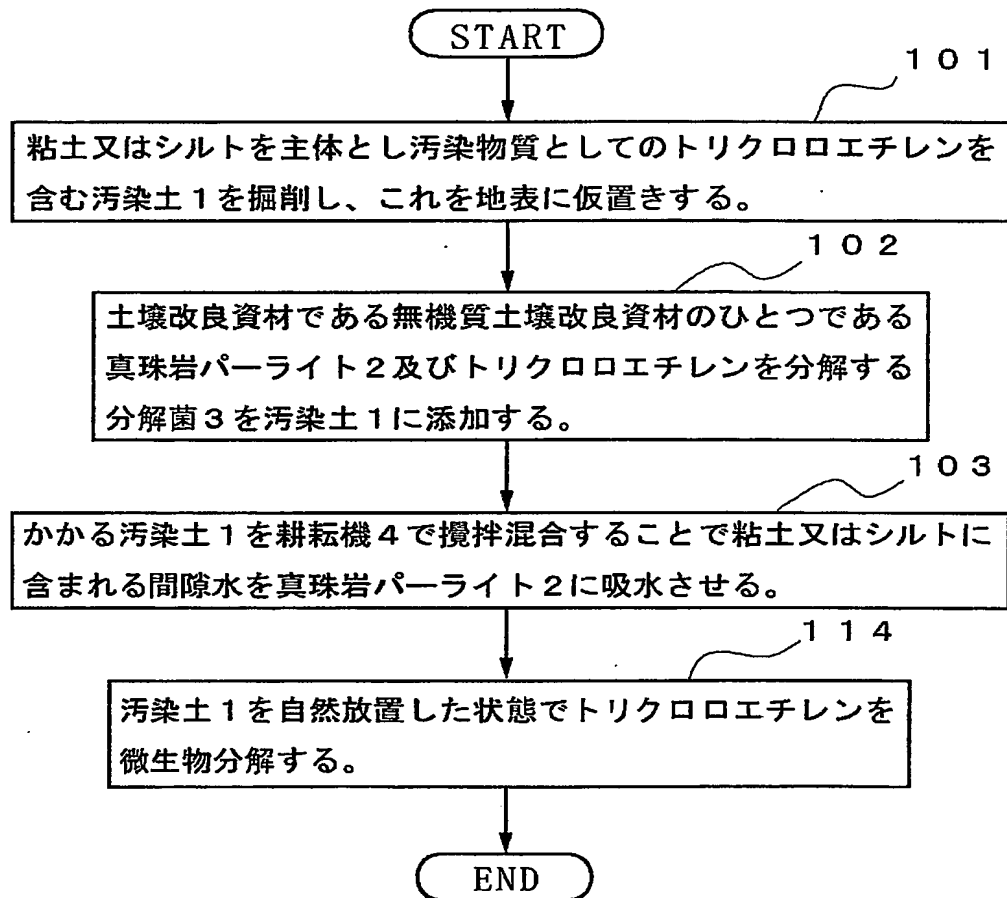 START
１０１
粘土又はシルトを主体とし汚染物質としてのトリクロロエチレンを
含む汚染土１を掘削し、これを地表に仮置きする。
１０２
土壌改良資材である無機質土壌改良資材のひとつである
真珠岩パーライト２及びトリクロロエチレンを分解する
分解菌３を汚染土１に添加する。
１０３
かかる汚染土１を耕耘機４で攪拌混合することで粘土又はシルトに
含まれる間隙水を真珠岩パーライト２に吸水させる。
１１４
汚染土１を自然放置した状態でトリクロロエチレンを
微生物分解する。
END